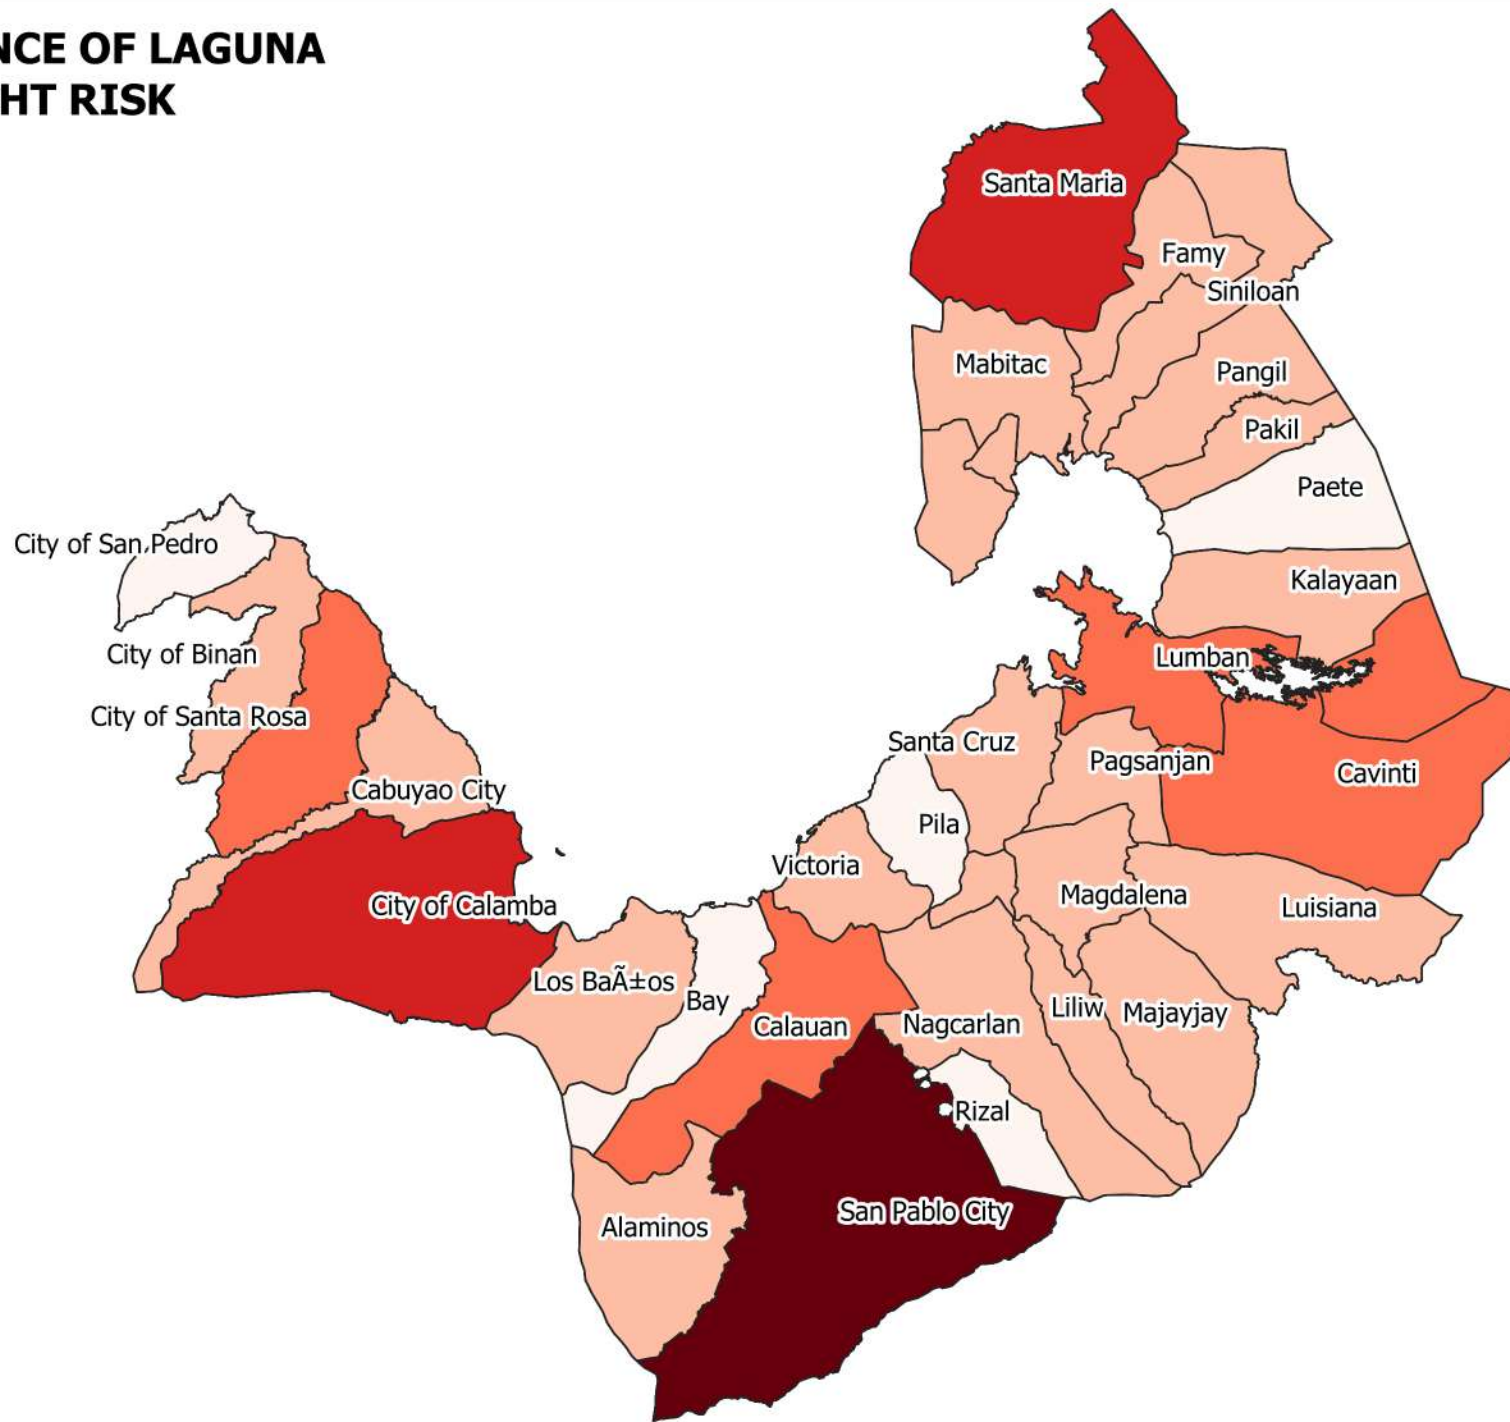 NCE OF LAGUNA
HT RISK
Santa Maria
Famy
Siniloan
Mabitac
Pangil
Pakil
Paete
City of San Pedro
Kalayaan
City of Binan
Lumban
City of Santa Rosa
Santa Cruz
Pagsanjan
Cavinti
Cabuyao City
Pila
Victoria
Magdalena
City of Calamba
Luisiana
Los BaÃ±os
Bay
Liliw
Majayjay
Calauan
Nagcarlan
Rizal
San Pablo City
Alaminos